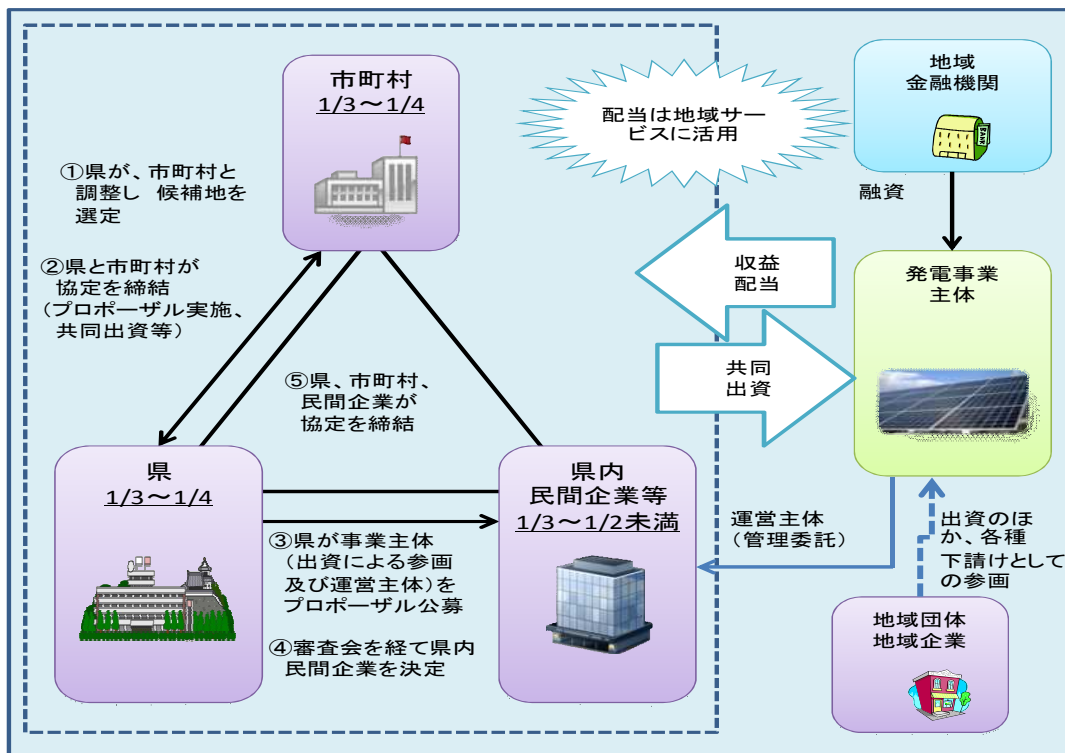 市町村
1/3～1/4
①県が、市町村と
調整し 候補地を
選定
②県と市町村が
協定を締結
(プロポーザル実施、
共同出資等)
⑤県、市町村、
民間企業が
協定を締結
県
1/3～1/4
③県が事業主体
(出資による参画
及び運営主体)を
プロポーザル公募
④審査会を経て県内
民間企業を決定
県内
民間企業等
1/3～1/2未満
配当は地域サー
ビスに活用
収益
配当
共同
出資
地域
金融機関
BANK
融資
発電事業
主体
運営主体
(管理委託)
出資のほ
か、各種
下請けとして
の参画
地域団体
地域企業